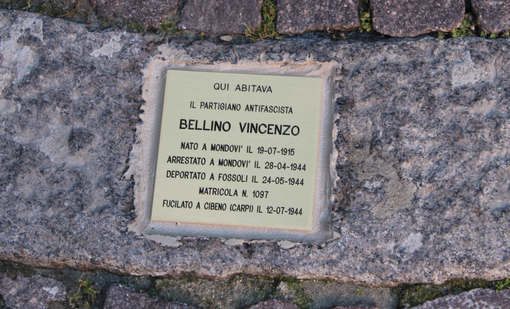 QUI ABITAVA
IL PARTIGIANO ANTIFASCISTA
BELLINO VINCENZO
NATO A MONDOVI' IL 19-07-1915
ARRESTATO A MONDOVI' IL 28-04-1944
DEPORTATO A FOSSOLI IL 24-05-1944
MATRICOLA N. 1097
FUCILATO A CIBENO (CARPI) IL 12-07-1944